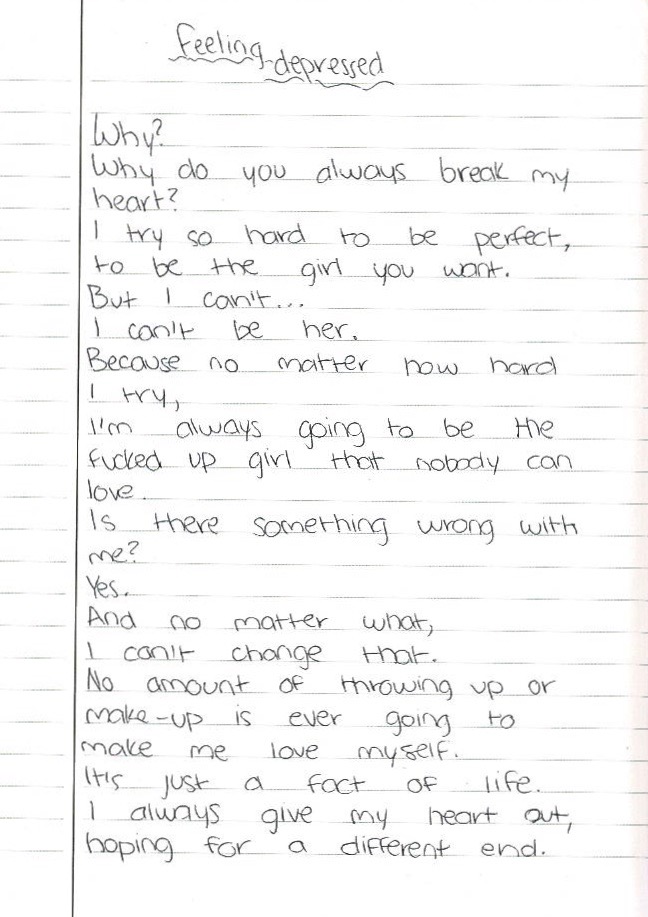 Feeling depressed
Why?
Why do you always break my
heart?
I try so hard to be perfect,
to be the girl you want.
But I can't...
I can't be her.
Because no matter how hard
I try,
I'm always going to be the
fucked up girl that nobody can
love.
Is there something wrong with
me?
Yes.
And no matter what,
I can't change that.
No amount of throwing up or
make-up is ever going to
make me love myself.
It's just a fact of life.
I always give my heart out,
hoping for a different end.